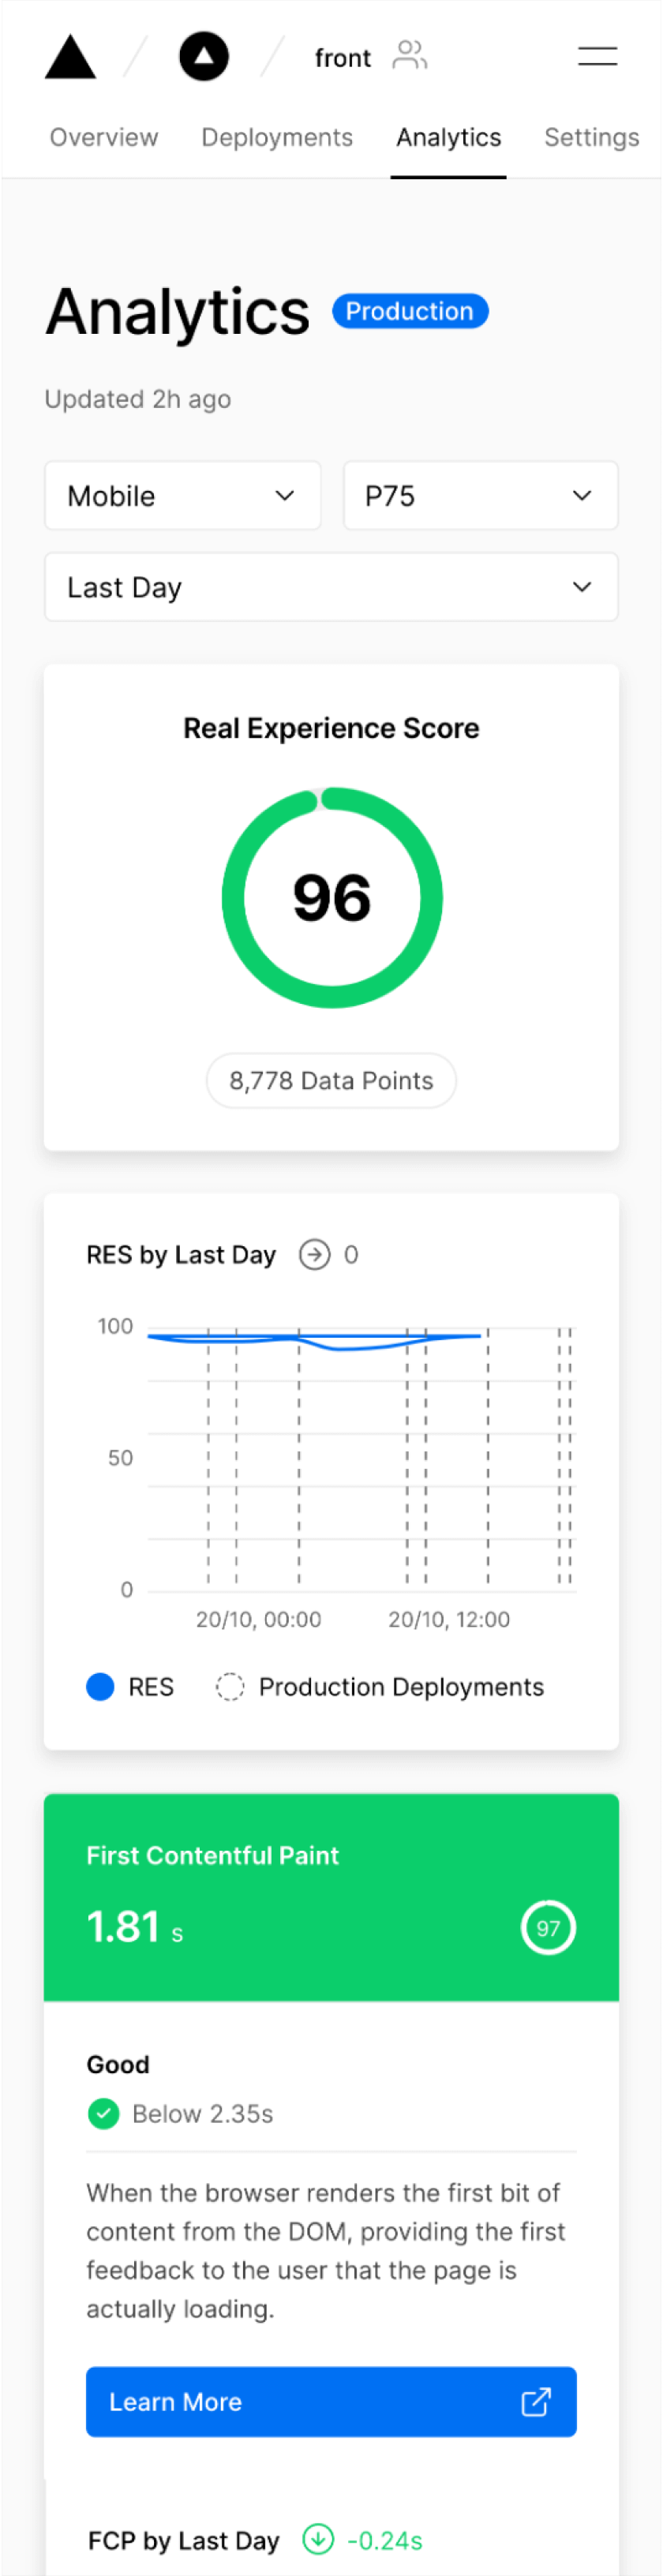 front
Overview Deployments Analytics Settings
Analytics Production
Updated 2h ago
Mobile P75
Last Day
Real Experience Score
96
8,778 Data Points
RES by Last Day 0
100
50
0
20/10, 00:00 20/10, 12:00
RES Production Deployments
First Contentful Paint
1.81 s 97
Good
Below 2.35s
When the browser renders the first bit of
content from the DOM, providing the first
feedback to the user that the page is
actually loading.
Learn More
FCP by Last Day -0.24s